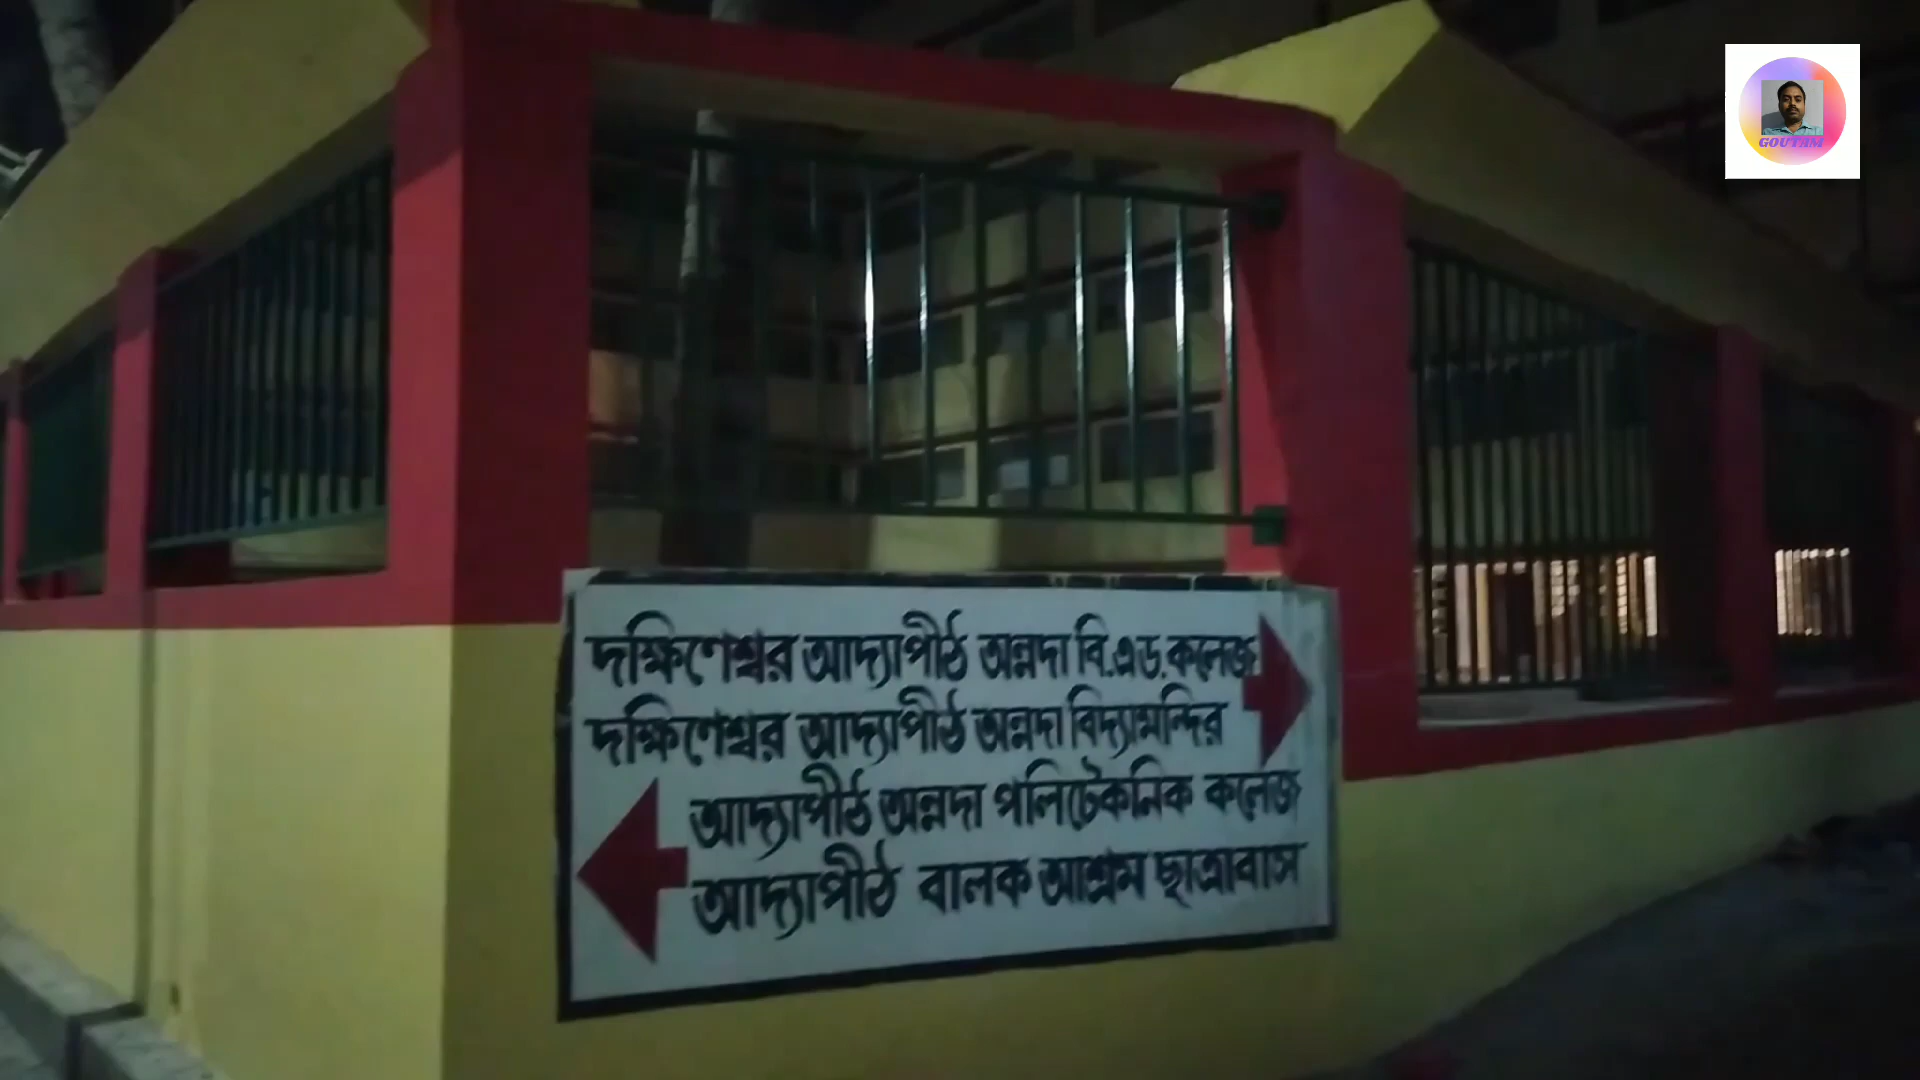 GOUTAM
দক্ষিণেশ্বর আদ্যাপীঠ অন্নদা বি.এড.কলেজ
দক্ষিণেশ্বর আদ্যাপীঠ অন্নদা বিদ্যামন্দির
আদ্যাপীঠ অন্নদা পলিটেকনিক কলেজ
আদ্যাপীঠ বালক আশ্রম ছাত্রাবাস